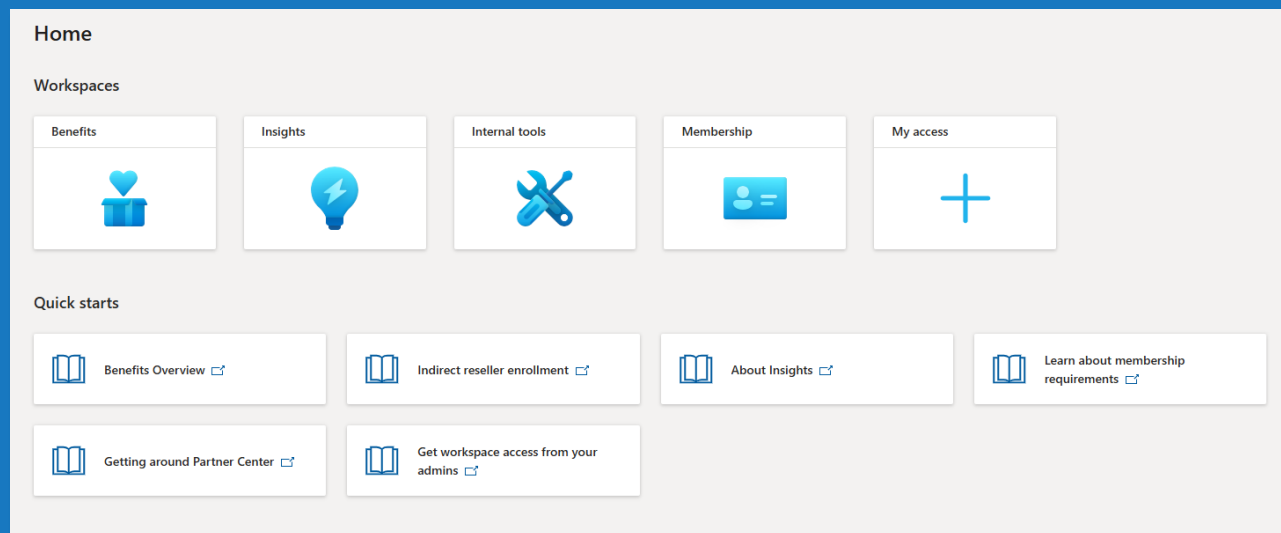 Home
Workspaces
Benefits
Insights
Internal tools
Membership
My access
Quick starts
Benefits Overview
Indirect reseller enrollment
About Insights
Learn about membership
requirements
Getting around Partner Center
Get workspace access from your
admins